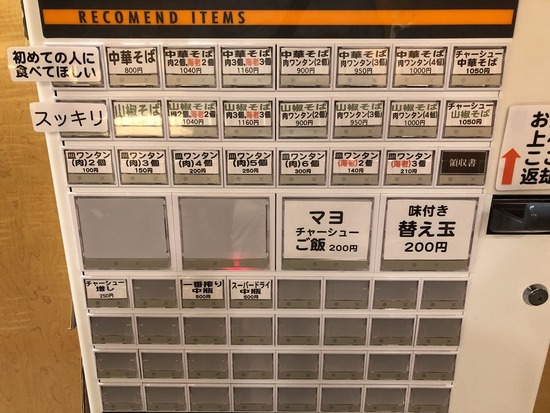 RECOMEND ITEMS
初めての人に
食べてほしい
中華そば
800円
中華そば
肉2個,海老2個
1040円
中華そば
肉3個,海老3個
1160円
中華そば
肉ワンタン(2個)
900円
中華そば
肉ワンタン(3個)
950円
中華そば
肉ワンタン(4個)
1000円
チャーシュー
中華そば
1050円
スッキリ
山椒そば
800円
山椒そば
肉2個,海老2個
1040円
山椒そば
肉3個,海老3個
1160円
山椒そば
肉ワンタン(2個)
900円
山椒そば
肉ワンタン(3個)
950円
山椒そば
肉ワンタン(4個)
1000円
チャーシュー
山椒そば
1050円
皿ワンタン
(肉)2個
100円
皿ワンタン
(肉)3個
150円
皿ワンタン
(肉)4個
200円
皿ワンタン
(肉)5個
250円
皿ワンタン
(肉)6個
300円
皿ワンタン
(海老)2個
140円
皿ワンタン
(海老)3個
210円
領収書
マヨ
チャーシュー
ご飯 200円
味付き
替え玉
200円
チャーシュー
増し
250円
一番搾り
中瓶
600円
スーパードライ
中瓶
600円
お
上
こ
返却